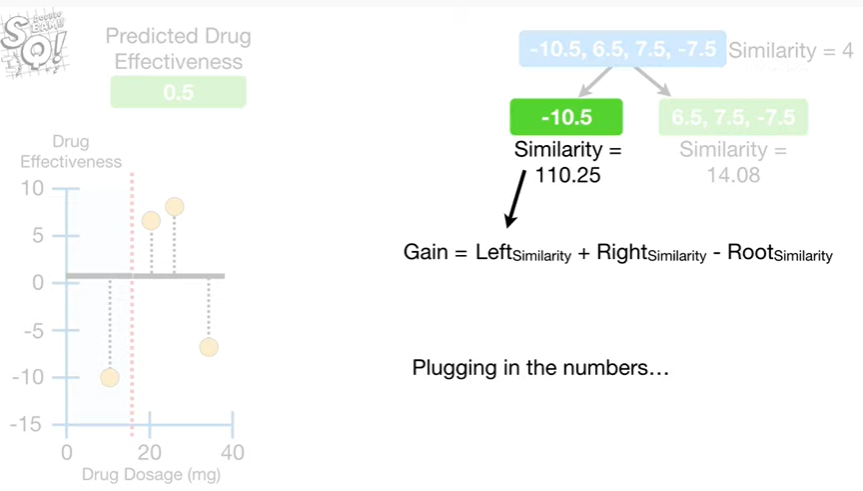 Predicted Drug
Effectiveness
0.5
-10.5, 6.5, 7.5, -7.5
Similarity = 4
-10.5
6.5, 7.5, -7.5
Similarity =
110.25
Similarity =
14.08
Gain = LeftSimilarity + RightSimilarity - RootSimilarity
Plugging in the numbers…
Drug
Effectiveness
10
5
0
-5
-10
-15
0
20
40
Drug Dosage (mg)